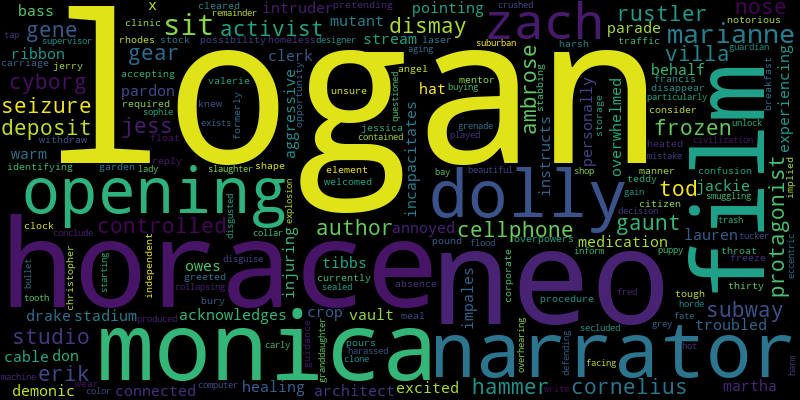 logan
horace
neo
monica
narrator
film
opening
dolly
zach
sit
activist
dismay
pointing
intruder
mutant
parade
rustler
nose
marianne
villa
gene
bass
ribbon
gear
cyborg
seizure
deposit
jess
pardon
clerk
stream
hat
ambrose
aggressive
incapacitates
instructs
personally
overwhelmed
behalf
frozen
experiencing
protagonist
tod
jackie
gaunt
lauren
medication
subway
troubled
cornelius
hammer
martha
excited
architect
healing
connected
demonic
erik
don
cable
studio
drake
stadium
acknowledges
owes
tibbs
vault
crop
injuring
author
annoyed
cellphone
controlled
impales
warm
x
clinic
cleared
remainder
pretending
crushed
rhodes
stock
possibility
homeless
designer
laser
suburban
notorious
tap
supervisor
carriage
jerry
accepting
valerie
aging
angel
mentor
buying
harsh
traffic
guardian
francis
disappear
particularly
breakfast
required
sophie
knew
exists
formerly
opportunity
unsure
questioned
jessica
contained
grenade
played
stabbing
storage
consider
unlock
withdraw
float
reply
heated
civilization
mistake
slaughter
shape
element
welcomed
identifying
garden
lady
bay
beautiful
shop
teddy
manner
confusion
implied
gain
smuggling
citizen
decision
trash
clock
conclude
disgusted
collar
explosion
pound
flood
overpowers
inform
puppy
throat
tucker
freeze
eccentric
independent
christopher
starting
disguise
greeted
currently
sealed
absence
corporate
procedure
fred
thirty
tough
horde
bullet
tooth
collapsing
bury
meal
secluded
grey
fate
produced
carly
guidance
granddaughter
pours
harassed
clone
overhearing
defending
facing
hot
harm
machine
wear
color
computer
write